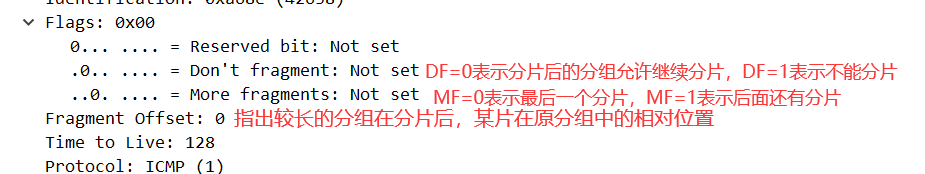 Flags: 0x00
0... .... = Reserved bit: Not set
.0.. .... = Don't fragment: Not set DF=0表示分片后的分组允许继续分片，DF=1表示不能分片
..0. .... = More fragments: Not set MF=0表示最后一个分片，MF=1表示后面还有分片
Fragment Offset: 0 指出较长的分组在分片后，某片在原分组中的相对位置
Time to Live: 128
Protocol: ICMP (1)